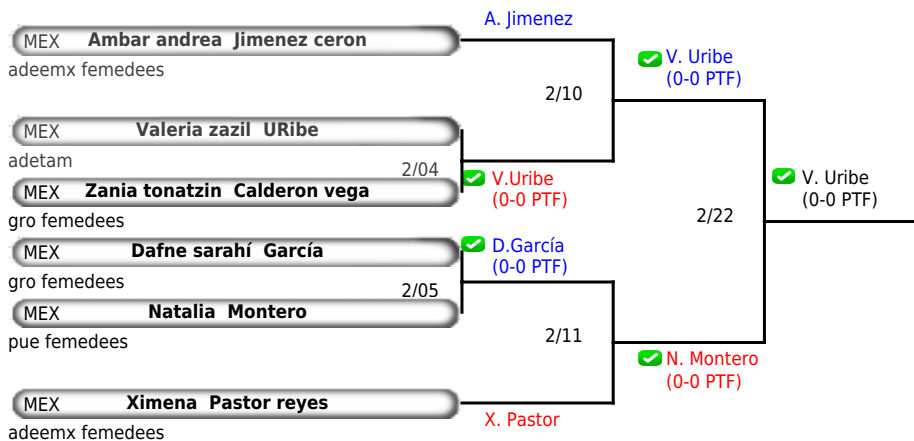 A. Jimenez
MEX Ambar andrea Jimenez ceron
adeemx femedees
V. Uribe
(0-0 PTF)
2/10
MEX Valeria zazil URibe
adetam
2/04
V.Uribe
(0-0 PTF)
MEX Zania tonatzin Calderon vega
gro femedees
V. Uribe
(0-0 PTF)
2/22
MEX Dafne sarahí García
gro femedees
D.García
(0-0 PTF)
2/05
MEX Natalia Montero
pue femedees
2/11
N. Montero
(0-0 PTF)
MEX Ximena Pastor reyes
adeemx femedees
X. Pastor